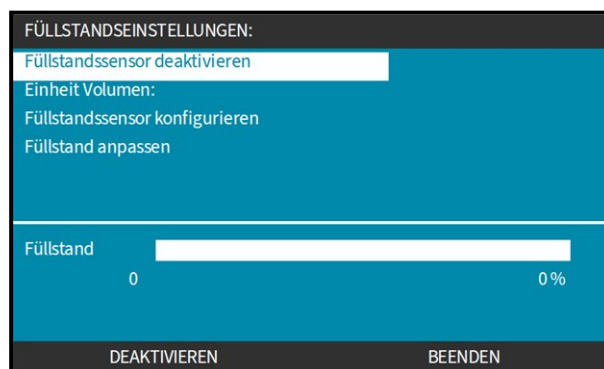 FÜLLSTANDSEINSTELLUNGEN:
Füllstandssensor deaktivieren
Einheit Volumen:
Füllstandssensor konfigurieren
Füllstand anpassen
Füllstand
0 0 %
DEAKTIVIEREN BEENDEN